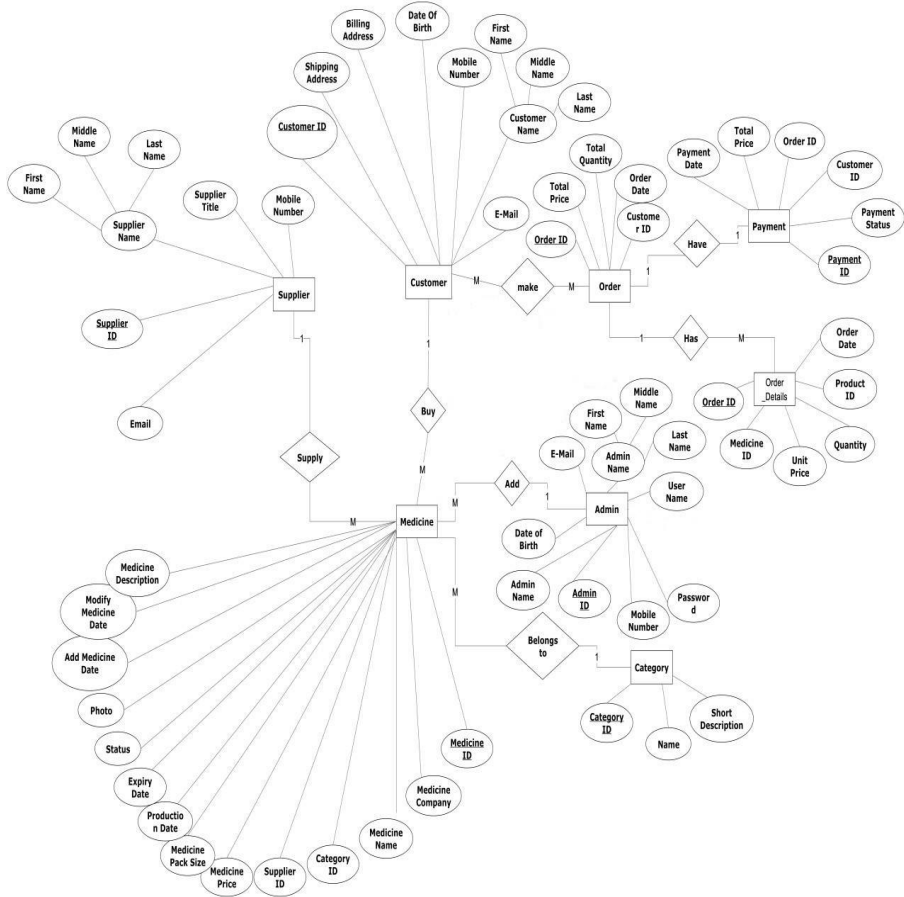 Billing
Address
Date Of
Birth
First
Name
Shipping
Address
Mobile
Number
Middle
Name
Customer ID
Customer
Name
Last
Name
Middle
Name
Last
Name
First
Name
Supplier
Name
Supplier
Title
Mobile
Number
E-Mail
Total
Quantity
Total
Price
Order
Date
Order ID
Custome
r ID
Payment
Date
Total
Price
Order ID
Customer
ID
Payment
Status
Payment
Payment
ID
Have
1
1
Supplier
Customer
M
make
M
Order
Supplier
ID
Email
1
1
1
Has
M
Order
Date
Order
_Details
Product
ID
Order ID
Medicine
ID
Unit
Price
Quantity
Buy
Supply
M
M
Middle
Name
First
Name
Last
Name
E-Mail
Admin
Name
User
Name
Medicine
M
Add
1
Admin
Date of
Birth
Admin
Name
Admin
ID
Mobile
Number
Passwor
d
M
Belongs
to
1
Category
Category
ID
Name
Short
Description
Medicine
Description
Modify
Medicine
Date
Add Medicine
Date
Photo
Status
Expiry
Date
Productio
n Date
Medicine
Pack Size
Medicine
Price
Supplier
ID
Category
ID
Medicine
Name
Medicine
Company
Medicine
ID